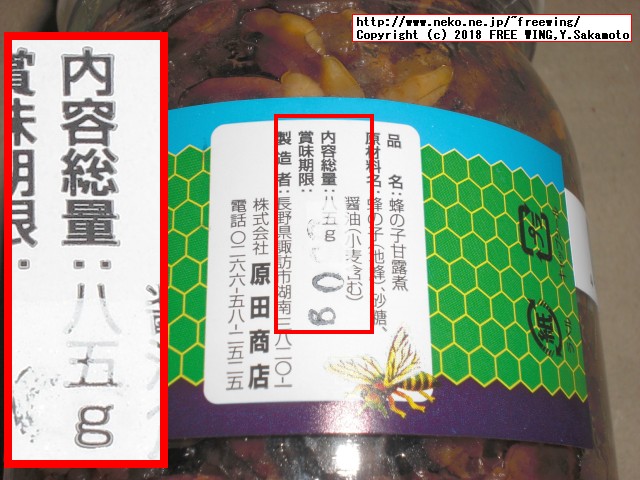 http://www.neko.ne.jp/~freewing/
Copyright (c) 2018 FREE WING,Y.Sakamoto
内容総量:八五g
賞味期限:
品　名:蜂の子甘露煮
原材料名:蜂の子(地蜂)、砂糖、
醤油(小麦含む)
内容総量:八五g
賞味期限:
製造者:長野県諏訪市湖南三八二〇-一
株式会社 原田商店
電話〇二六六-五八-二五二五